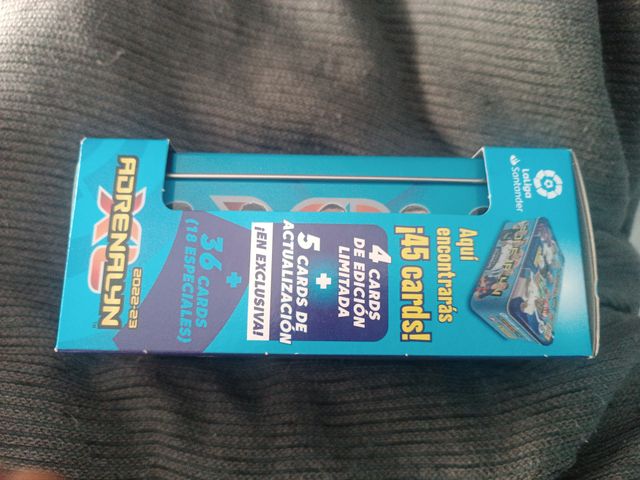 LaLiga
Santander
Aquí
encontrarás
¡45 cards!
4 CARDS
DE EDICIÓN
LIMITADA
+
5 CARDS DE
ACTUALIZACIÓN
¡EN EXCLUSIVA!
+
36 CARDS
(18 ESPECIALES)
2022-23
ADRENALYN
XL
TM